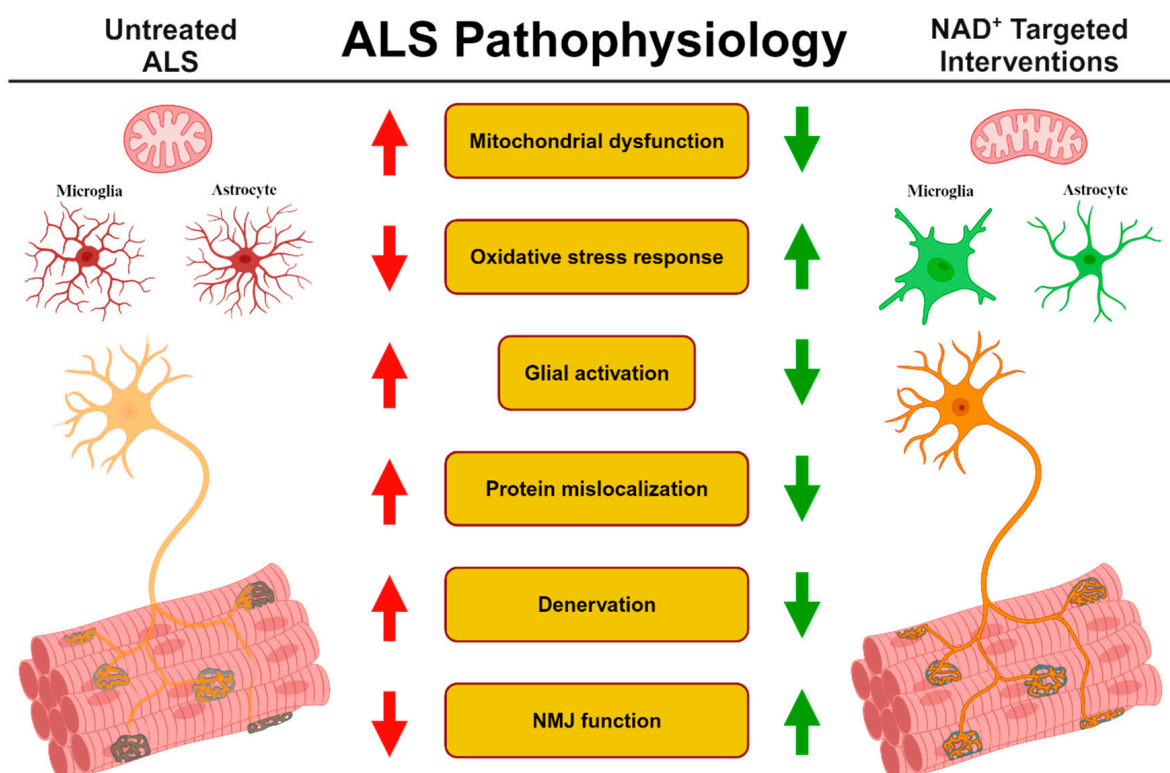 Untreated
ALS
ALS Pathophysiology
NAD⁺ Targeted
Interventions
Mitochondrial dysfunction
Microglia
Astrocyte
Microglia
Astrocyte
Oxidative stress response
Glial activation
Protein mislocalization
Denervation
NMJ function